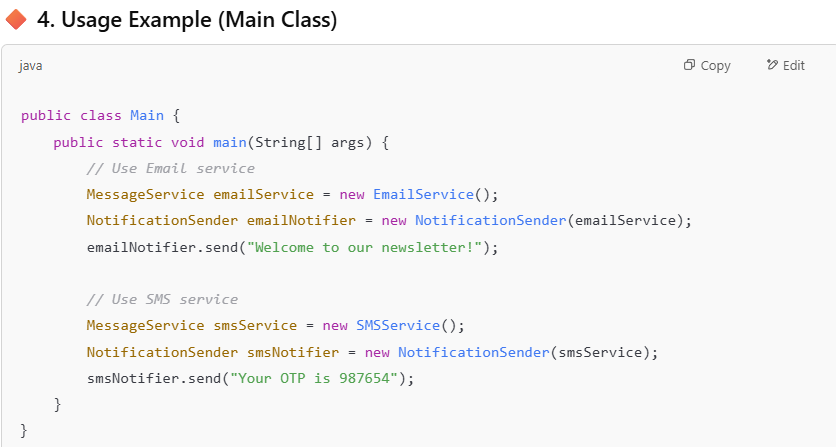 4. Usage Example (Main Class)
java
Copy
Edit
public class Main {
    public static void main(String[] args) {
        // Use Email service
        MessageService emailService = new EmailService();
        NotificationSender emailNotifier = new NotificationSender(emailService);
        emailNotifier.send("Welcome to our newsletter!");

        // Use SMS service
        MessageService smsService = new SMSService();
        NotificationSender smsNotifier = new NotificationSender(smsService);
        smsNotifier.send("Your OTP is 987654");
    }
}